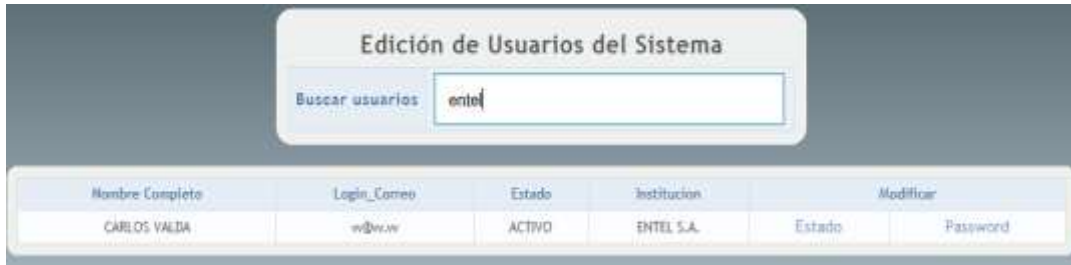 Edición de Usuarios del Sistema
Buscar usuarios entel
Nombre Completo Login_Correo Estado Institucion Modificar
CARLOS VALDA ACTIVO ENTEL S.A. Estado Password